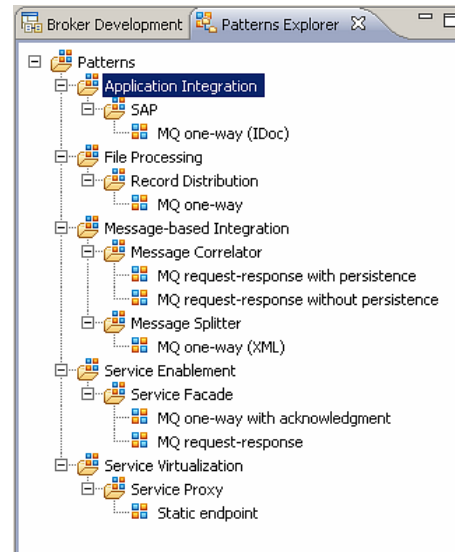 Broker Development Patterns Explorer
Patterns
Application Integration
SAP
MQ one-way (IDoc)
File Processing
Record Distribution
MQ one-way
Message-based Integration
Message Correlator
MQ request-response with persistence
MQ request-response without persistence
Message Splitter
MQ one-way (XML)
Service Enablement
Service Facade
MQ one-way with acknowledgment
MQ request-response
Service Virtualization
Service Proxy
Static endpoint